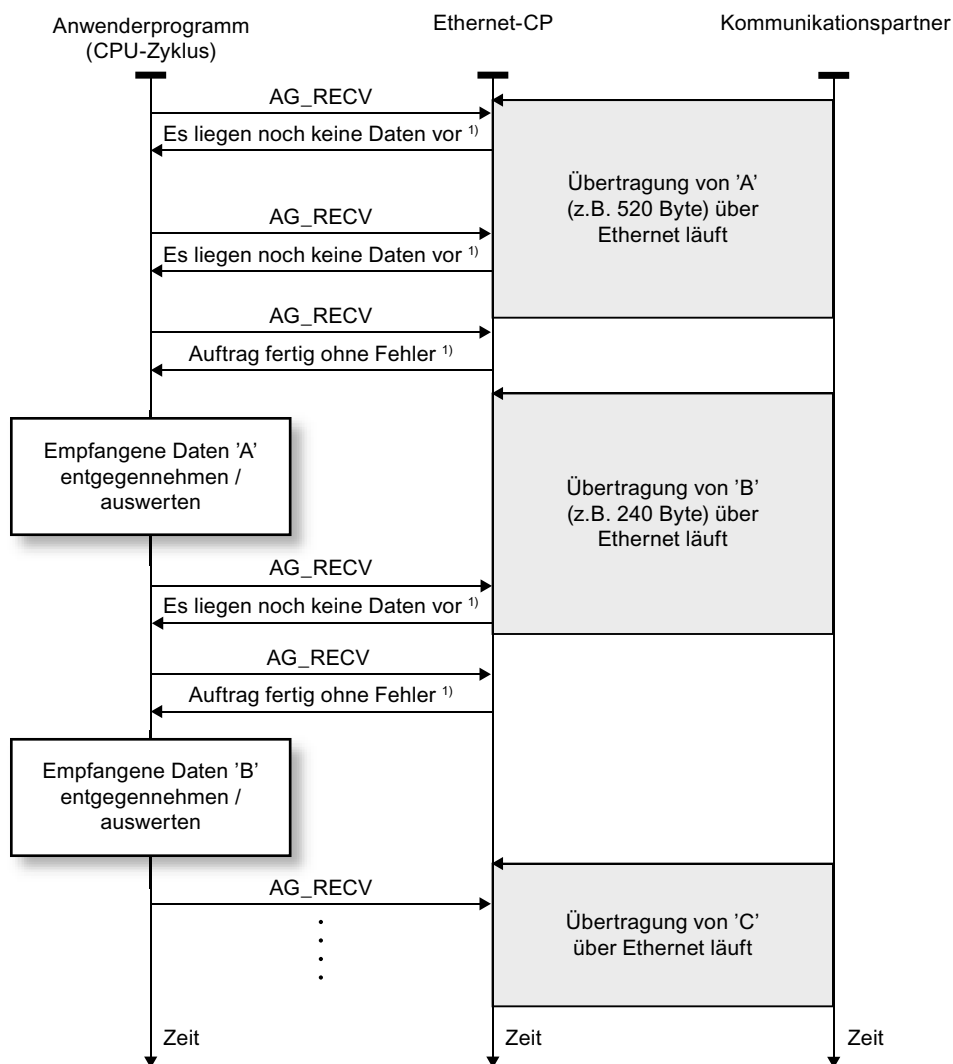 Anwenderprogramm
(CPU-Zyklus)
Ethernet-CP
Kommunikationspartner
AG_RECV
Es liegen noch keine Daten vor 1)
Übertragung von ’A’
(z.B. 520 Byte) über
Ethernet läuft
AG_RECV
Es liegen noch keine Daten vor 1)
AG_RECV
Auftrag fertig ohne Fehler 1)
Empfangene Daten ’A’
entgegennehmen /
auswerten
Übertragung von ’B’
(z.B. 240 Byte) über
Ethernet läuft
AG_RECV
Es liegen noch keine Daten vor 1)
AG_RECV
Auftrag fertig ohne Fehler 1)
Empfangene Daten ’B’
entgegennehmen /
auswerten
AG_RECV
Übertragung von ’C’
über Ethernet läuft
Zeit
Zeit
Zeit